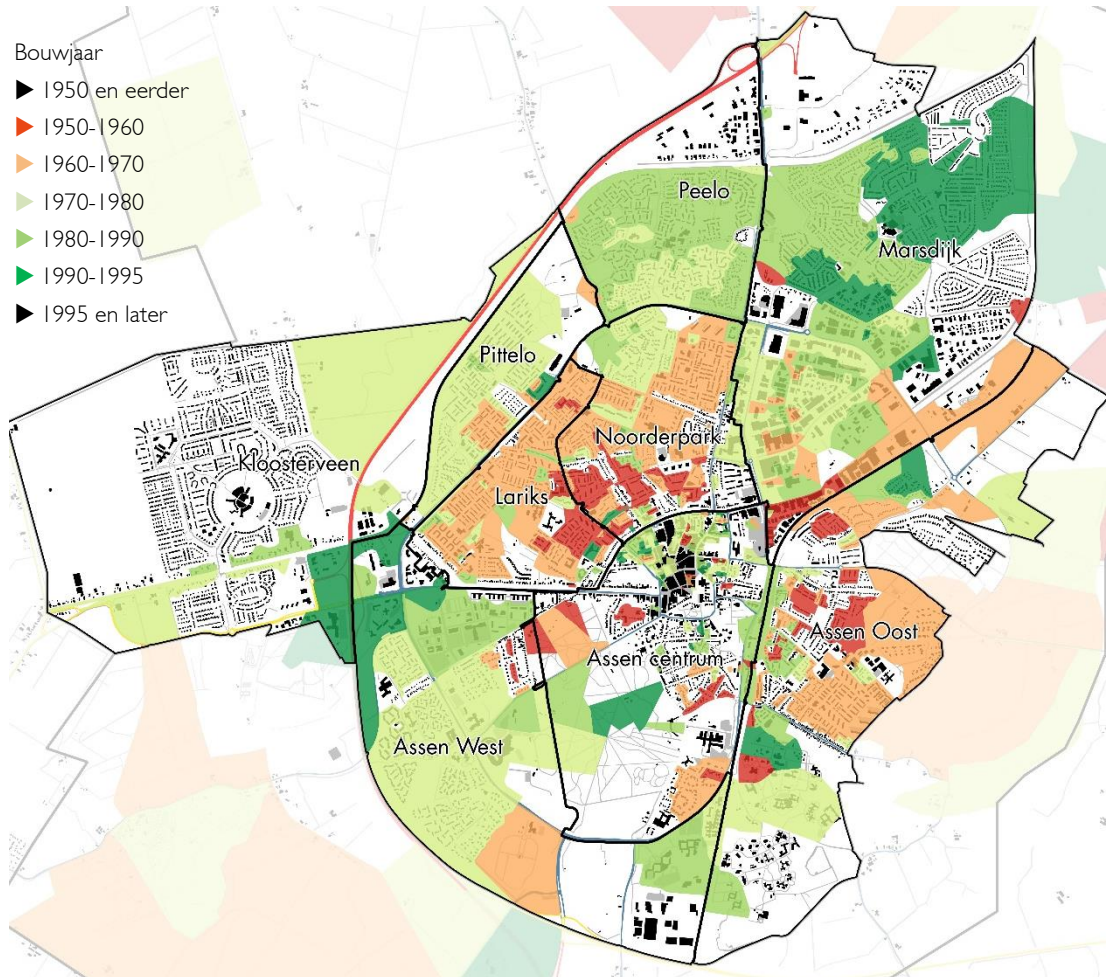 Bouwjaar
1950 en eerder
1950-1960
1960-1970
1970-1980
1980-1990
1990-1995
1995 en later
Peelo
Marsdijk
Pittelo
Noorderpark
Kloosterveen
Lariks
Assen Oost
Assen centrum
Assen West